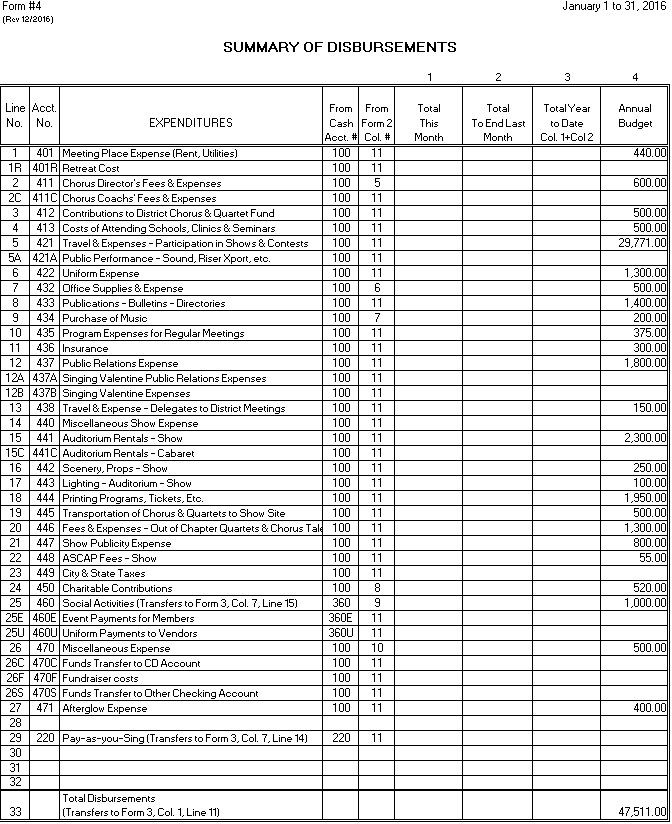 Form #4 January 1 to 31, 2016
(Rev 12/2016)
SUMMARY OF DISBURSEMENTS
1 2 3 4
Line Acct. From From Total Total Total Year Annual
No. No. EXPENDITURES Cash Form 2 This To End Last to Date Budget
Acct. # Col. # Month Month Col. 1+Col 2
1 401 Meeting Place Expense (Rent, Utilities) 100 11 440.00
1R 401R Retreat Cost 100 11
2 411 Chorus Director's Fees & Expenses 100 5 600.00
2C 411C Chorus Coachs' Fees & Expenses 100 11
3 412 Contributions to District Chorus & Quartet Fund 100 11 500.00
4 413 Costs of Attending Schools, Clinics & Seminars 100 11 500.00
5 421 Travel & Expenses - Participation in Shows & Contests 100 11 29,771.00
5A 421A Public Performance - Sound, Riser Xport, etc. 100 11
6 422 Uniform Expense 100 11 1,300.00
7 432 Office Supplies & Expense 100 6 500.00
8 433 Publications - Bulletins - Directories 100 11 1,400.00
9 434 Purchase of Music 100 7 200.00
10 435 Program Expenses for Regular Meetings 100 11 375.00
11 436 Insurance 100 11 300.00
12 437 Public Relations Expense 100 11 1,800.00
12A 437A Singing Valentine Public Relations Expenses 100 11
12B 437B Singing Valentine Expenses 100 11
13 438 Travel & Expense - Delegates to District Meetings 100 11 150.00
14 440 Miscellaneous Show Expense 100 11
15 441 Auditorium Rentals - Show 100 11 2,300.00
15C 441C Auditorium Rentals - Cabaret 100 11
16 442 Scenery, Props - Show 100 11 250.00
17 443 Lighting - Auditorium - Show 100 11 100.00
18 444 Printing Programs, Tickets, Etc. 100 11 1,950.00
19 445 Transportation of Chorus & Quartets to Show Site 100 11 500.00
20 446 Fees & Expenses - Out of Chapter Quartets & Chorus Tale 100 11 1,300.00
21 447 Show Publicity Expense 100 11 800.00
22 448 ASCAP Fees - Show 100 11 55.00
23 449 City & State Taxes 100 11
24 450 Charitable Contributions 100 8 520.00
25 460 Social Activities (Transfers to Form 3, Col. 7, Line 15) 360 9 1,000.00
25E 460E Event Payments for Members 360E 11
25U 460U Uniform Payments to Vendors 360U 11
26 470 Miscellaneous Expense 100 10 500.00
26C 470C Funds Transfer to CD Account 100 11
26F 470F Fundraiser costs 100 11
26S 470S Funds Transfer to Other Checking Account 100 11
27 471 Afterglow Expense 100 11 400.00
28
29 220 Pay-as-you-Sing (Transfers to Form 3, Col. 7, Line 14) 220 11
30
31
32
Total Disbursements
33 (Transfers to Form 3, Col. 1, Line 11) 47,511.00